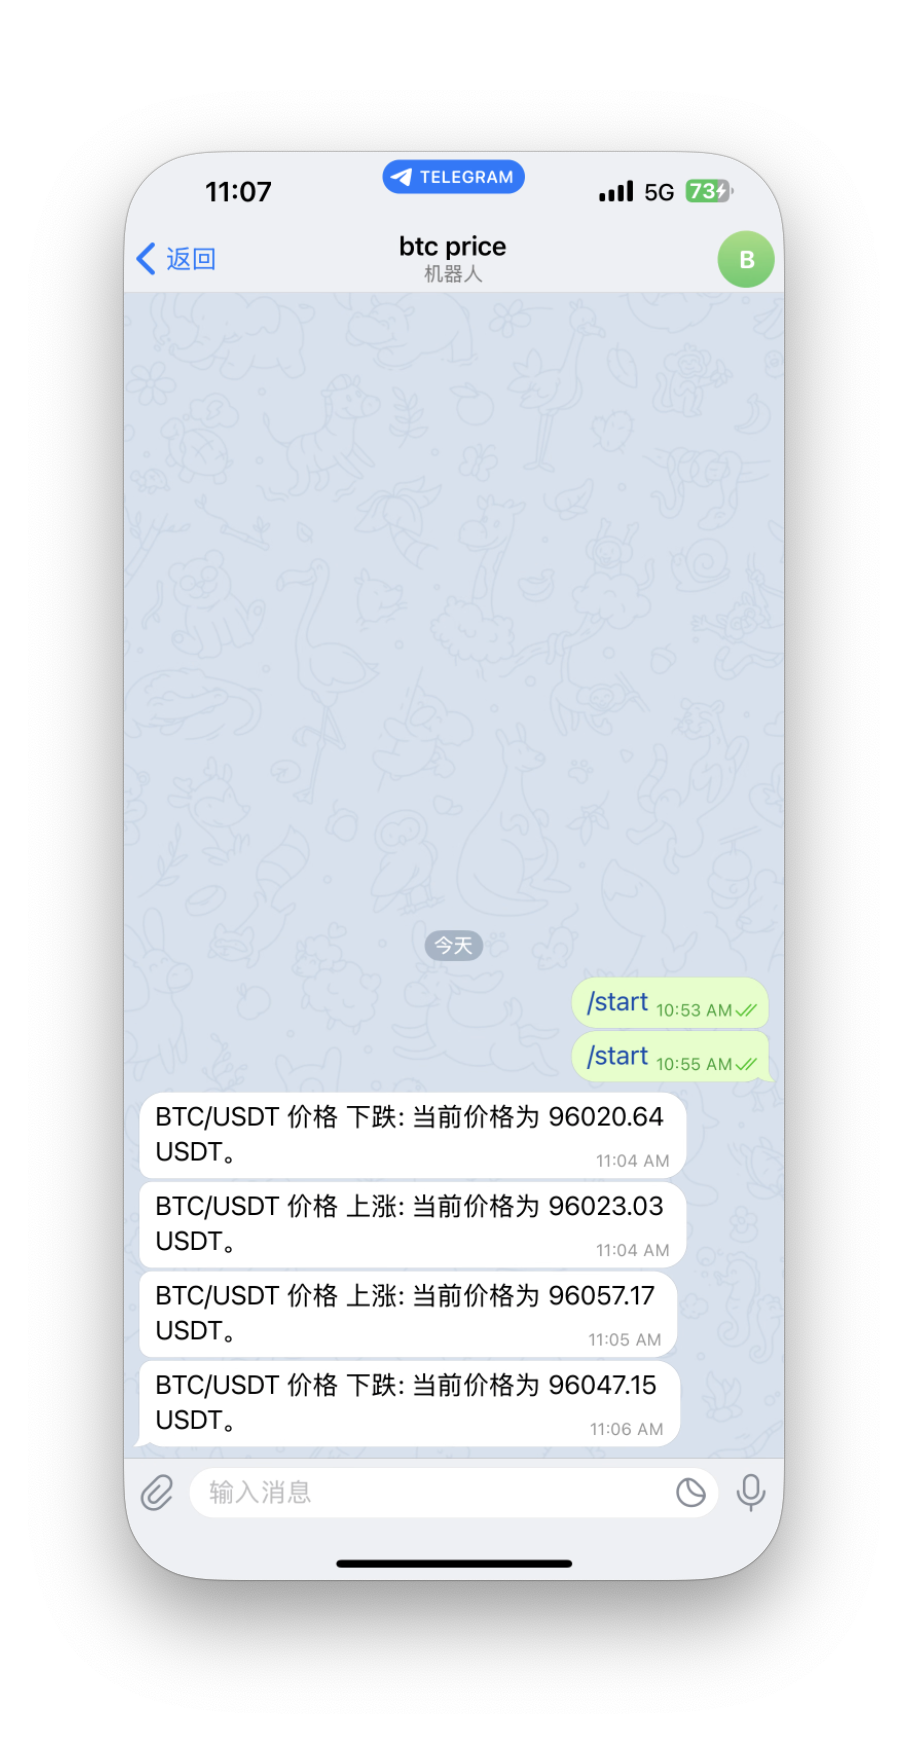 11:07
TELEGRAM
5G
73
返回
btc price
机器人
B
今天
/start 10:53 AM
/start 10:55 AM
BTC/USDT 价格 下跌: 当前价格为 96020.64
USDT。
11:04 AM
BTC/USDT 价格 上涨: 当前价格为 96023.03
USDT。
11:04 AM
BTC/USDT 价格 上涨: 当前价格为 96057.17
USDT。
11:05 AM
BTC/USDT 价格 下跌: 当前价格为 96047.15
USDT。
11:06 AM
输入消息